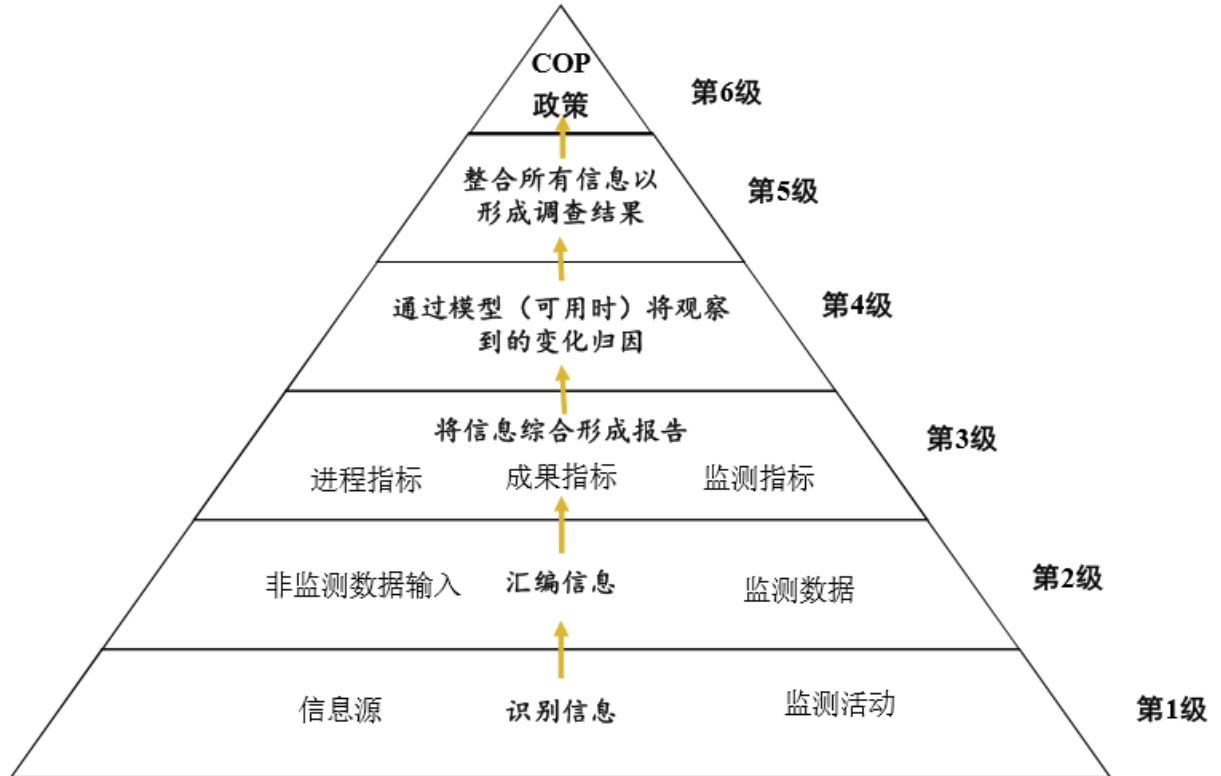 COP
政策
第6级
整合所有信息以
形成调查结果
第5级
通过模型（可用时）将观察
到的变化归因
第4级
将信息综合形成报告
第3级
进程指标 成果指标 监测指标
非监测数据输入 汇编信息 监测数据
第2级
信息源 识别信息 监测活动
第1级